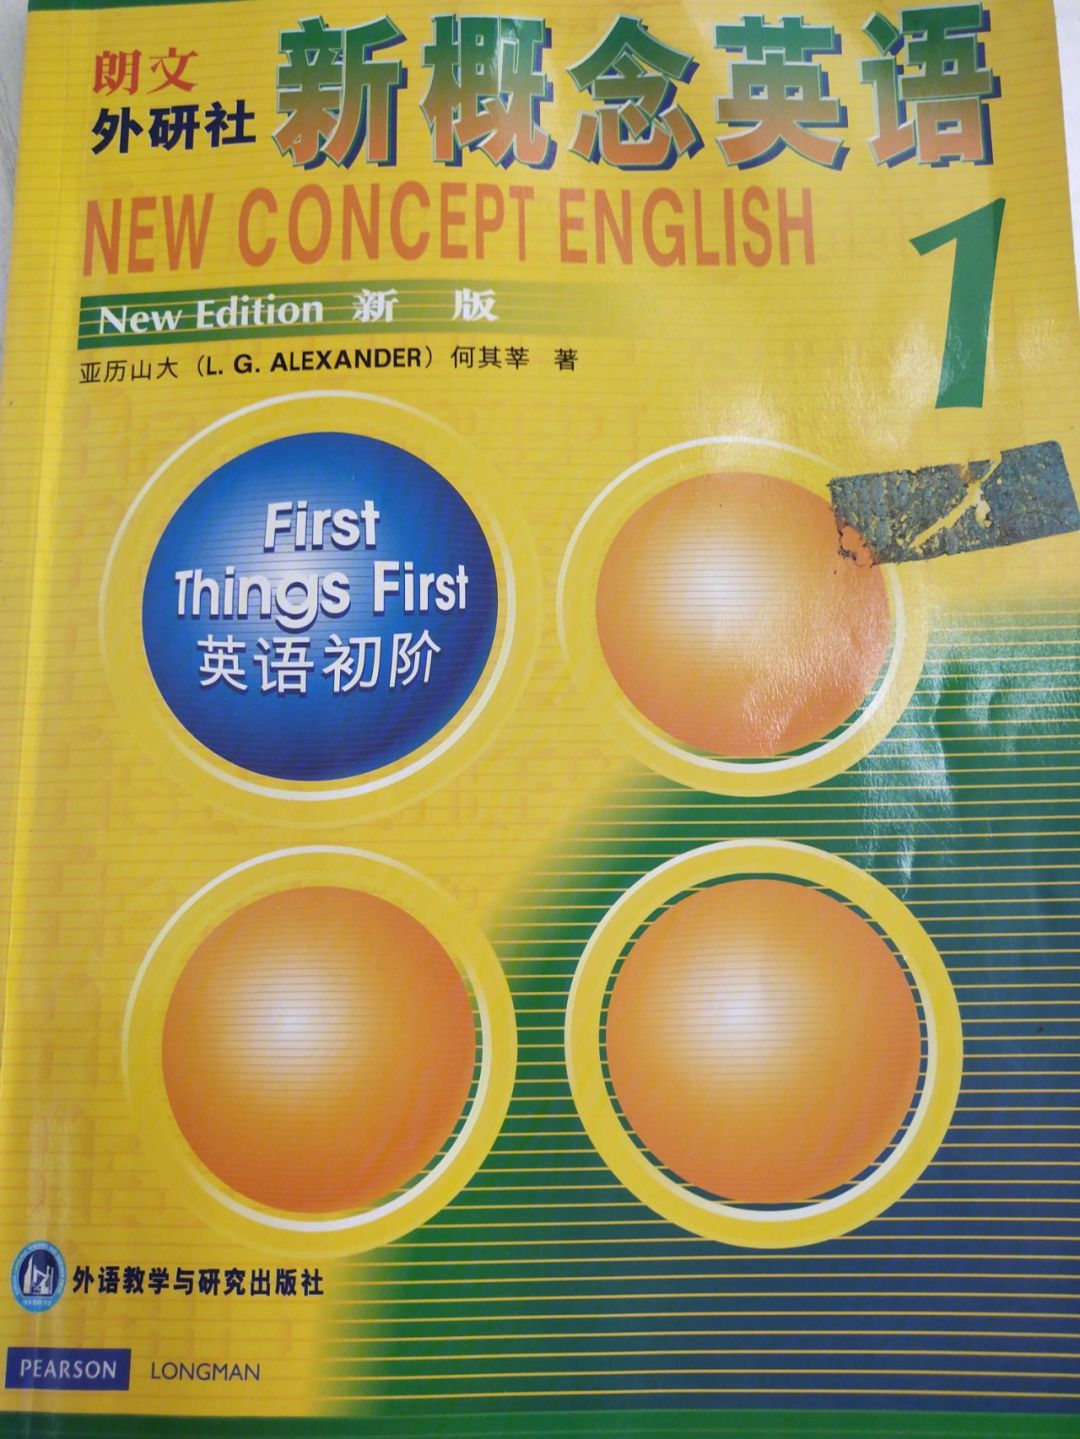 朗文
外研社
新概念英语
NEW CONCEPT ENGLISH
1
New Edition 新 版
亚历山大（L. G. ALEXANDER）何其莘 著
First
Things First
英语初阶
外语教学与研究出版社
PEARSON LONGMAN